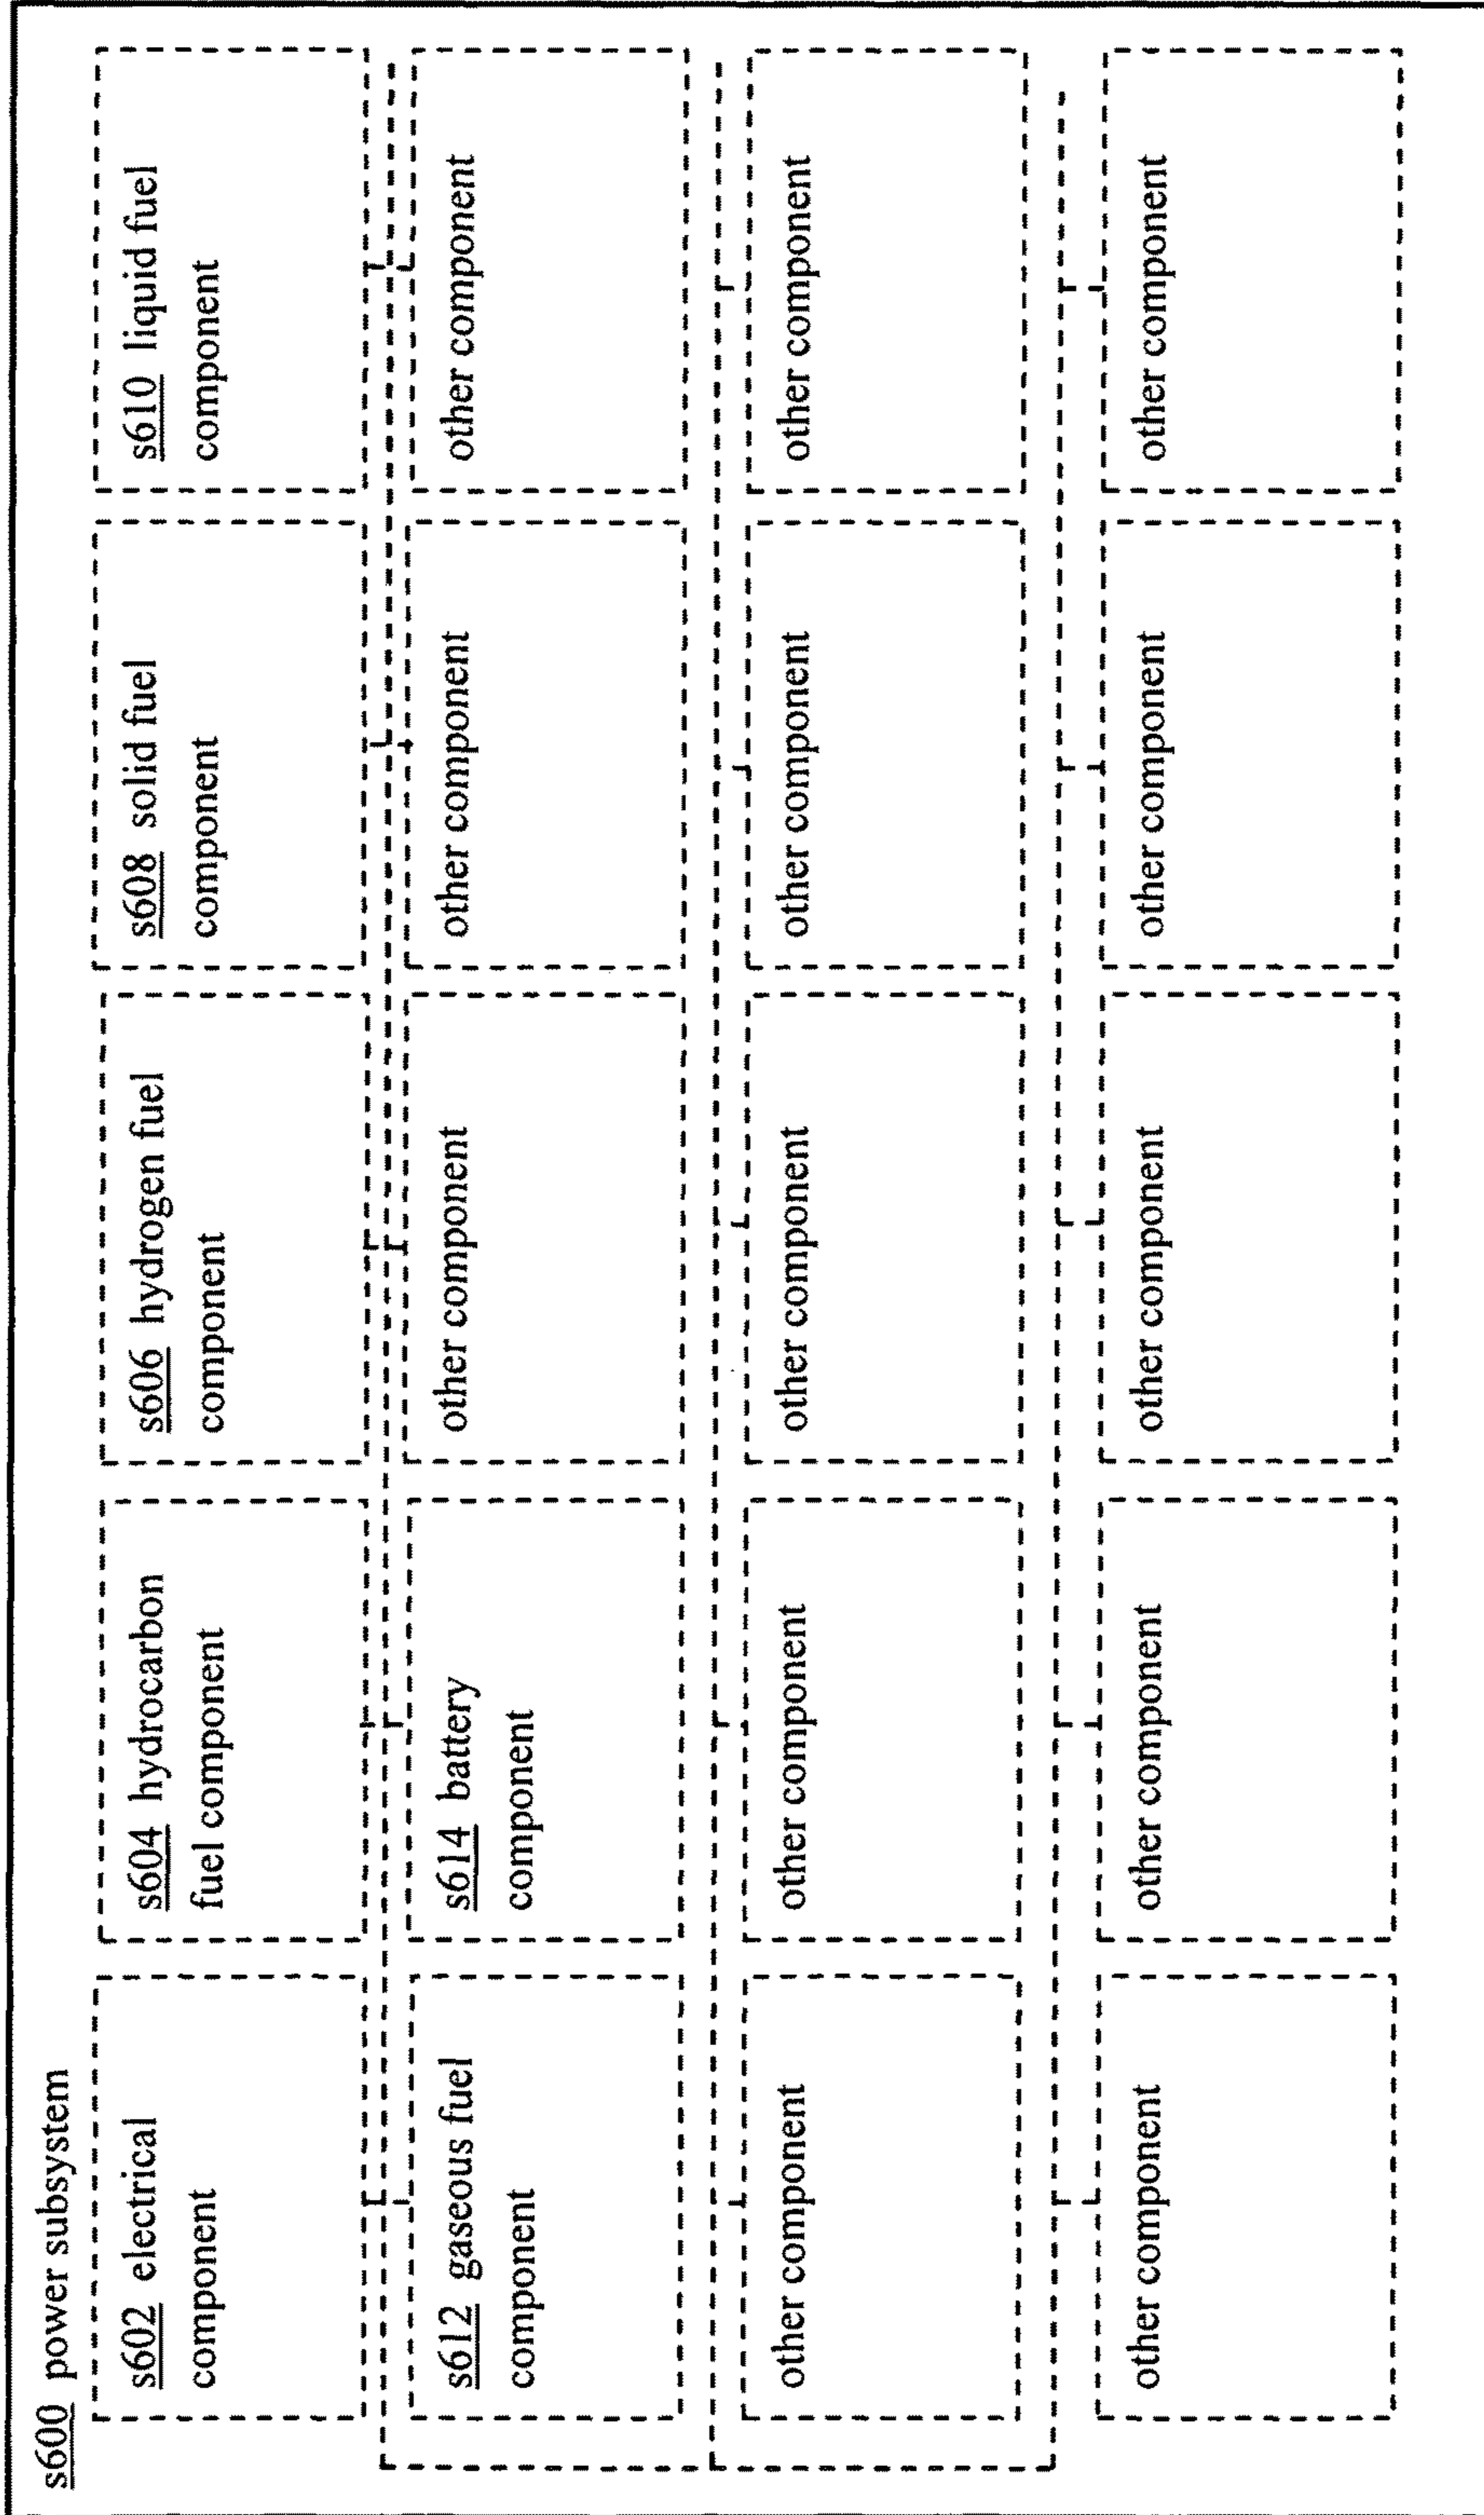 s600 power subsystem
s602 electrical
component
s604 hydrocarbon
fuel component
s606 hydrogen fuel
component
s608 solid fuel
component
s610 liquid fuel
component
s612 gaseous fuel
component
s614 battery
component
other component
other component
other component
other component
other component
other component
other component
other component
other component
other component
other component
other component
other component